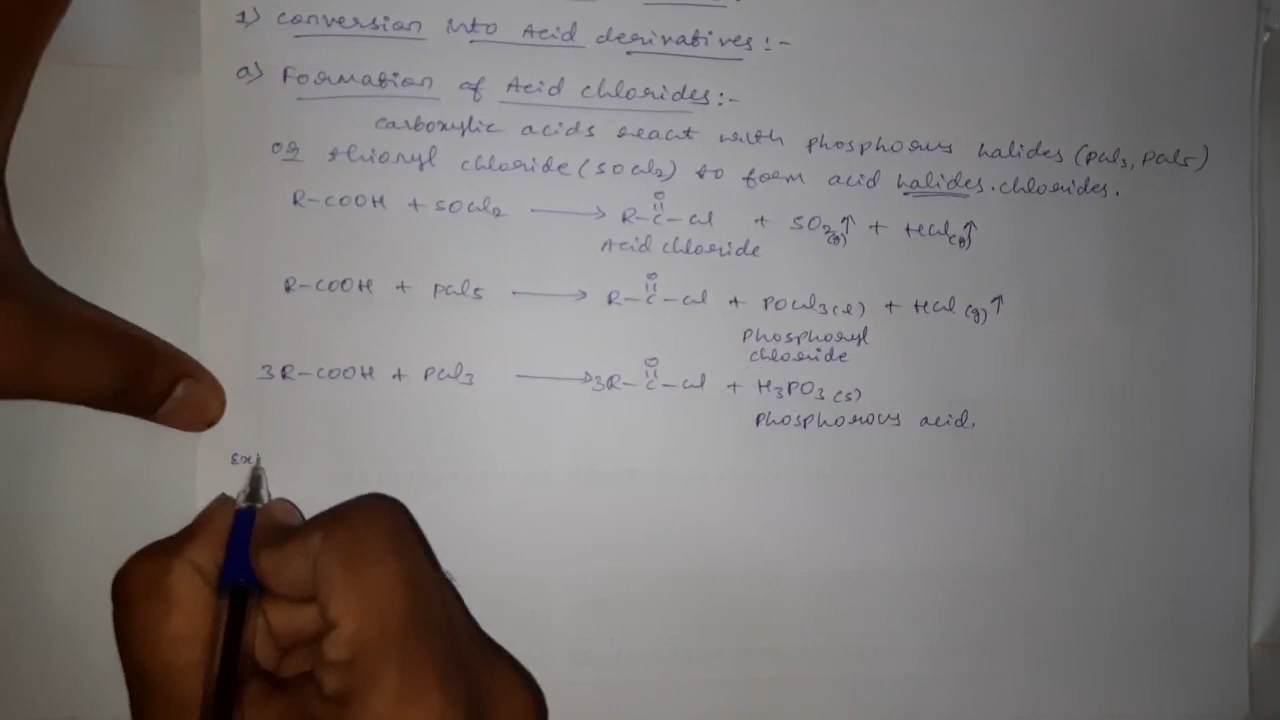 1) Conversion into Acid derivatives:-
a) Formation of Acid chlorides:-
Carboxylic acids react with phosphorus halides (PCl3, PCl5)
or thionyl chloride (SOCl2) to form acid halides. chlorides.
R-COOH + SOCl2 ⟶ R-C-Cl + SO2(g)↑ + HCl(g)↑
O
Acid chloride
R-COOH + PCl5 ⟶ R-C-Cl + POCl3(l) + HCl(g)↑
O
Phosphoryl
chloride
3R-COOH + PCl3 ⟶ 3R-C-Cl + H3PO3(s)
O
Phosphorous acid.
Ex: